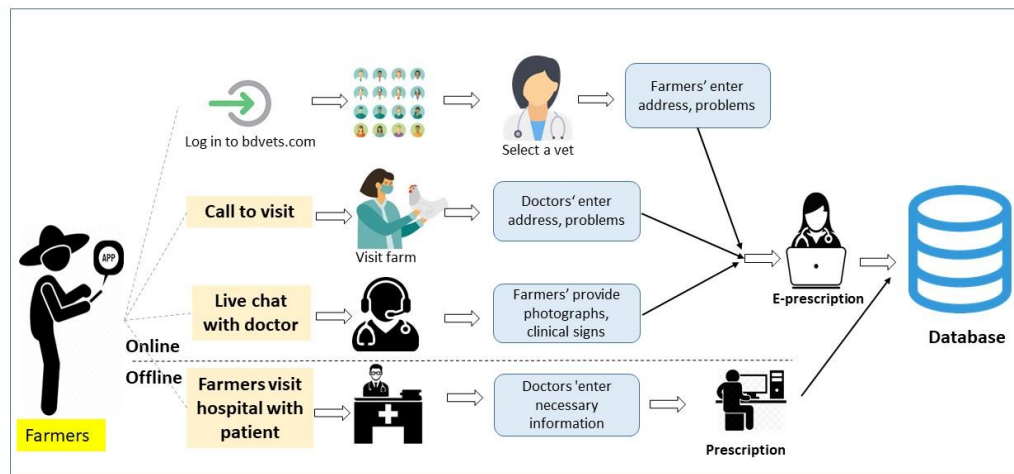 Log in to bdvets.com
Select a vet
Farmers’ enter
address, problems
Call to visit
Visit farm
Doctors’ enter
address, problems
APP
Live chat
with doctor
Farmers’ provide
photographs,
clinical signs
E-prescription
Database
Online
Offline
Farmers visit
hospital with
patient
Doctors 'enter
necessary
information
Prescription
Farmers